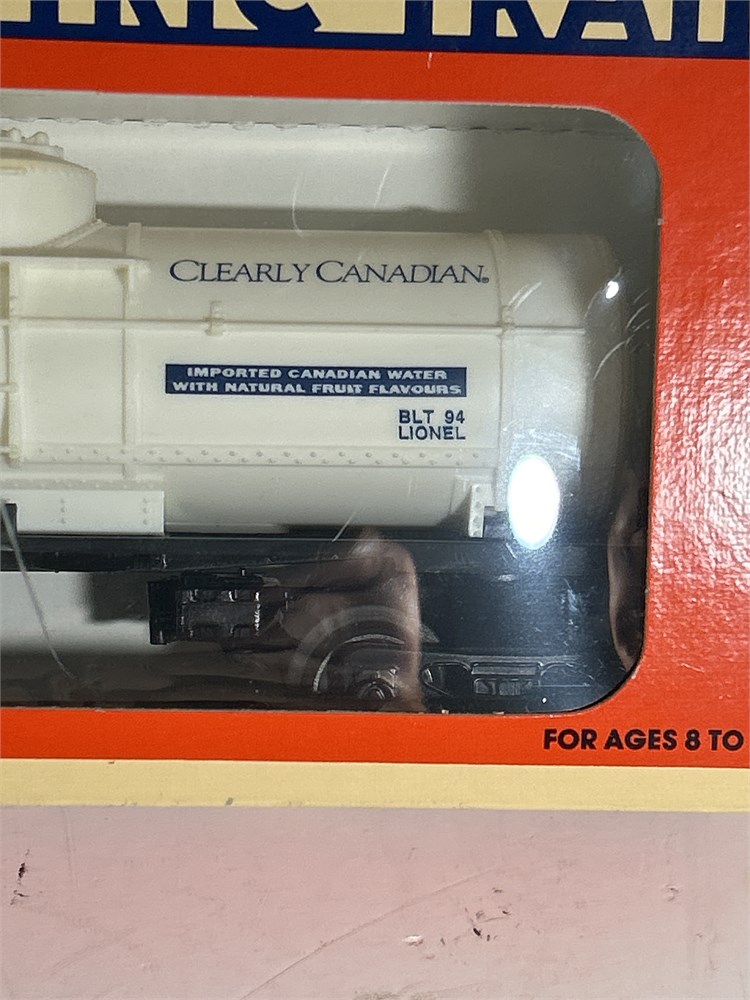 CLEARLY CANADIAN®
IMPORTED CANADIAN WATER
WITH NATURAL FRUIT FLAVOURS
BLT 94
LIONEL
FOR AGES 8 TO